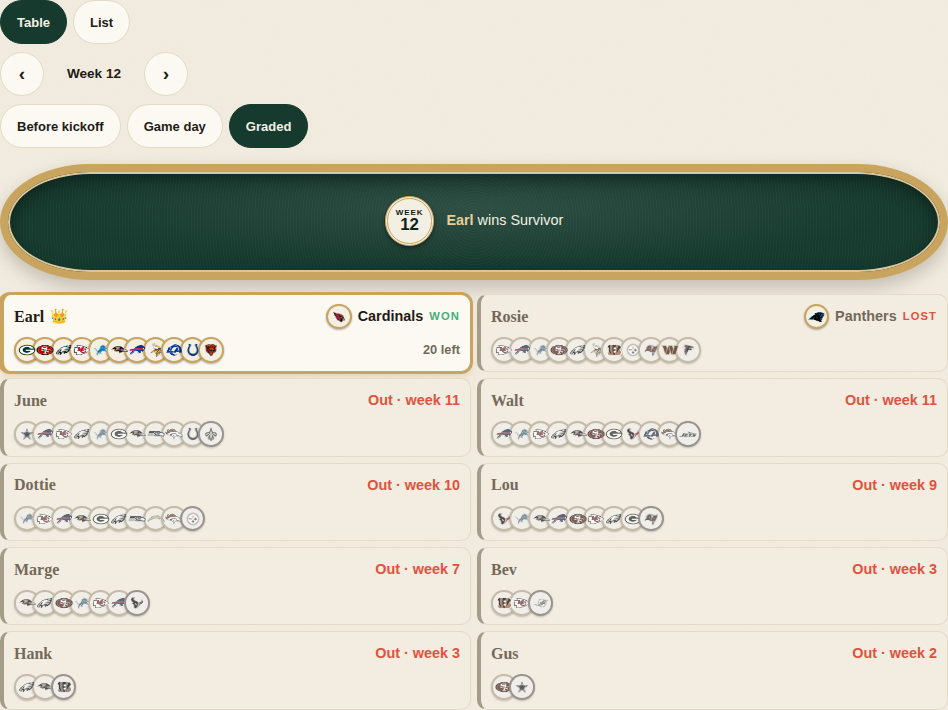 Table List
‹ Week 12 ›
Before kickoff Game day Graded
WEEK
12
Earl wins Survivor
Earl 👑 Cardinals WON
20 left
Rosie Panthers LOST
June Out · week 11
Walt Out · week 11
Dottie Out · week 10
Lou Out · week 9
Marge Out · week 7
Bev Out · week 3
Hank Out · week 3
Gus Out · week 2